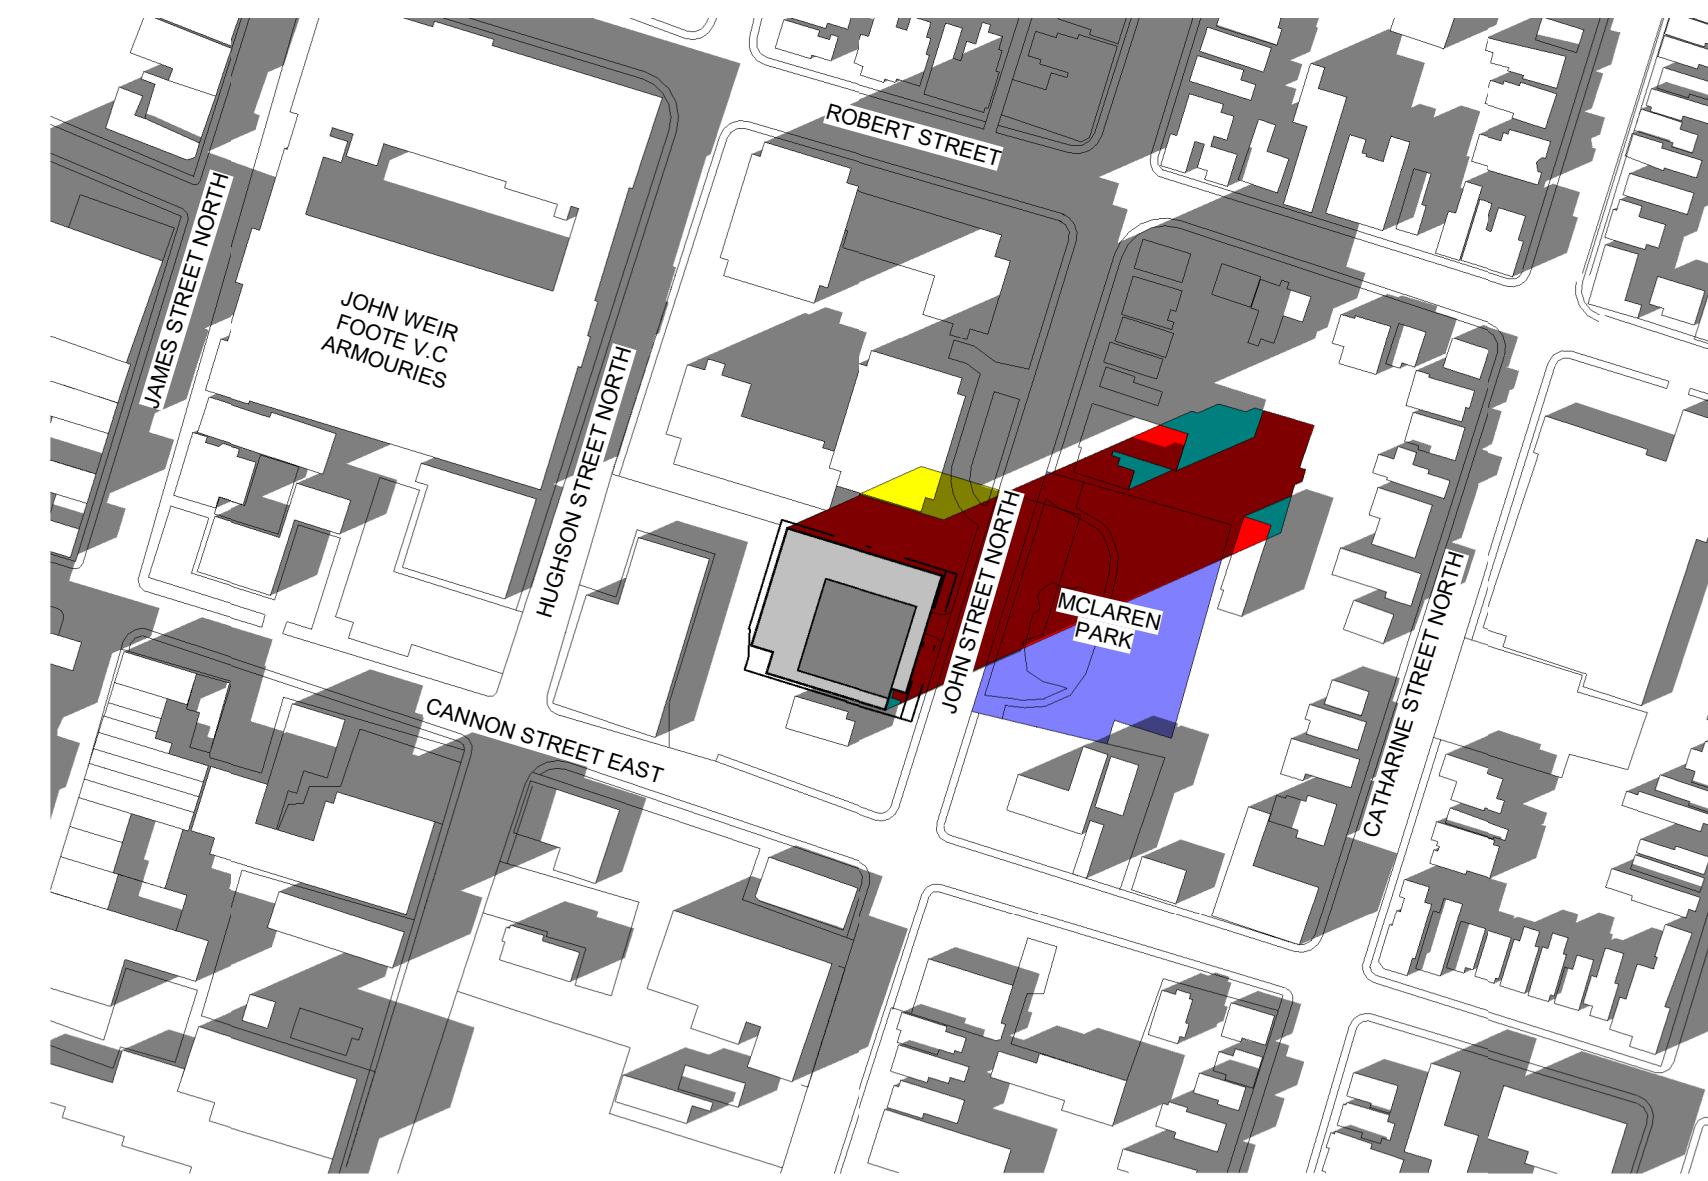 ROBERT STREET
JAMES STREET NORTH
JOHN WEIR
FOOTE V.C
ARMOURIES
HUGHSON STREET NORTH
JOHN STREET NORTH
MCLAREN
PARK
CATHARINE STREET NORTH
CANNON STREET EAST